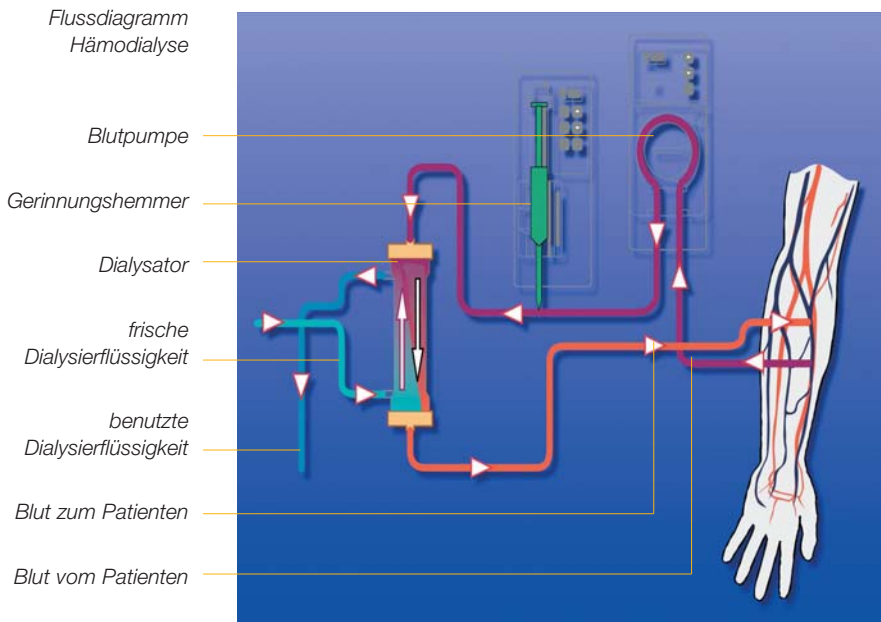 Flussdiagramm
Hämodialyse
Blutpumpe
Gerinnungshemmer
Dialysator
frische
Dialysierflüssigkeit
benutzte
Dialysierflüssigkeit
Blut zum Patienten
Blut vom Patienten